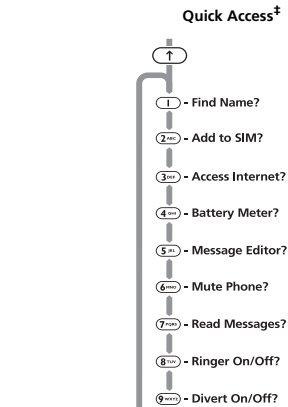 Quick Access‡
↑
1 - Find Name?
2 ABC - Add to SIM?
3 DEF - Access Internet?
4 GHI - Battery Meter?
5 JKL - Message Editor?
6 MNO - Mute Phone?
7 PQRS - Read Messages?
8 TUV - Ringer On/Off?
9 WXYZ - Divert On/Off?